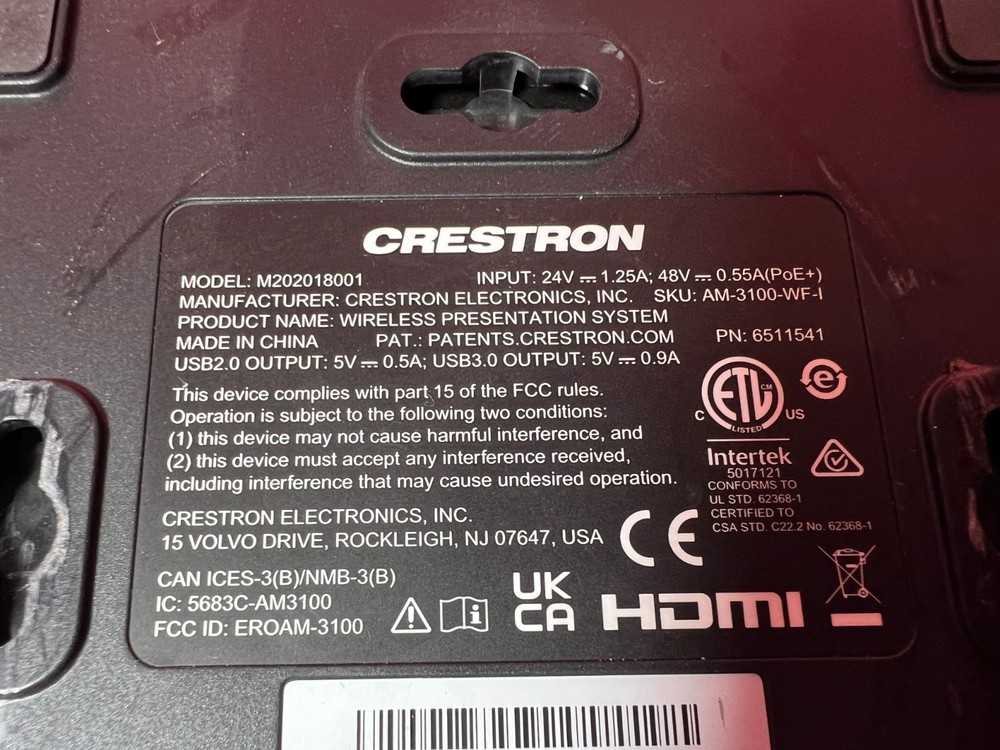 CRESTRON
MODEL: M202018001 INPUT: 24V ⎓ 1.25A; 48V ⎓ 0.55A(PoE+)
MANUFACTURER: CRESTRON ELECTRONICS, INC. SKU: AM-3100-WF-I
PRODUCT NAME: WIRELESS PRESENTATION SYSTEM
MADE IN CHINA PAT.: PATENTS.CRESTRON.COM PN: 6511541
USB2.0 OUTPUT: 5V ⎓ 0.5A; USB3.0 OUTPUT: 5V ⎓ 0.9A
This device complies with part 15 of the FCC rules.
Operation is subject to the following two conditions:
(1) this device may not cause harmful interference, and
(2) this device must accept any interference received,
including interference that may cause undesired operation.
CRESTRON ELECTRONICS, INC.
15 VOLVO DRIVE, ROCKLEIGH, NJ 07647, USA
CAN ICES-3(B)/NMB-3(B)
IC: 5683C-AM3100
FCC ID: EROAM-3100
ETL CM
C US
LISTED
e
Intertek
5017121
CONFORMS TO
UL STD. 62368-1
CERTIFIED TO
CSA STD. C22.2 No. 62368-1
CE
UK
CA
HDMI